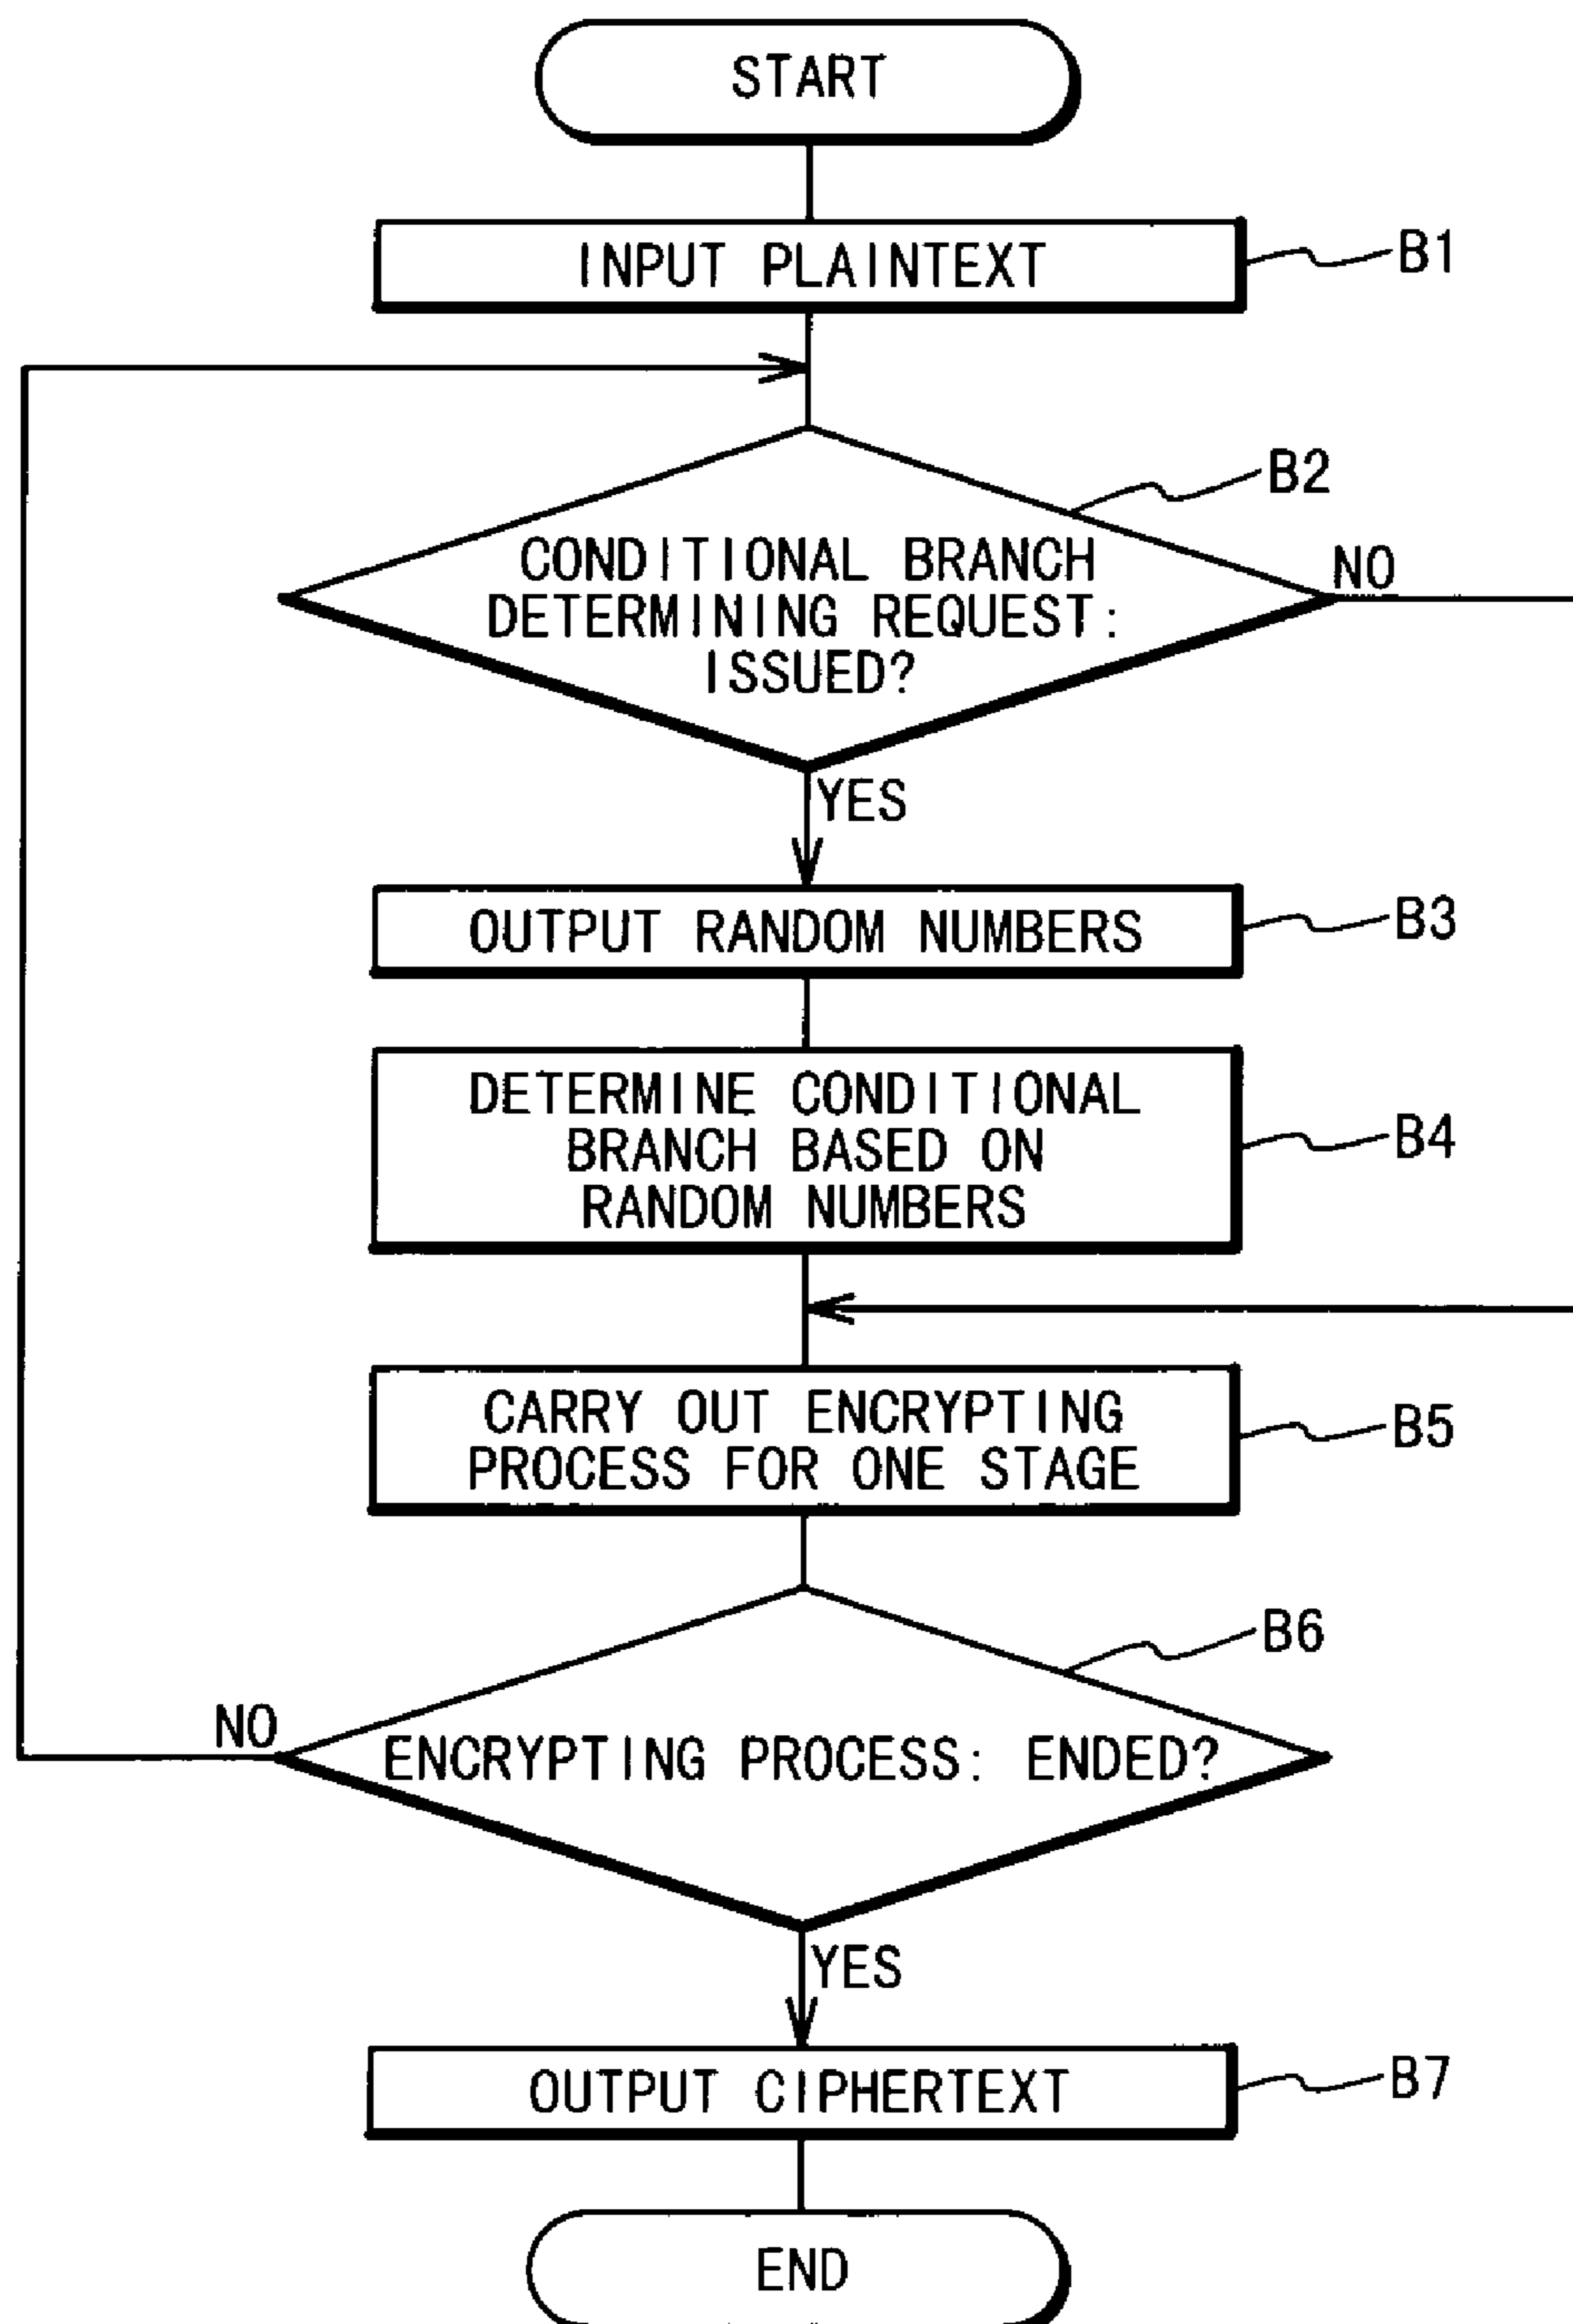 START
INPUT PLAINTEXT
B1
B2
CONDITIONAL BRANCH
DETERMINING REQUEST:
ISSUED?
NO
YES
OUTPUT RANDOM NUMBERS
B3
DETERMINE CONDITIONAL
BRANCH BASED ON
RANDOM NUMBERS
B4
CARRY OUT ENCRYPTING
PROCESS FOR ONE STAGE
B5
B6
NO
ENCRYPTING PROCESS: ENDED?
YES
OUTPUT CIPHERTEXT
B7
END